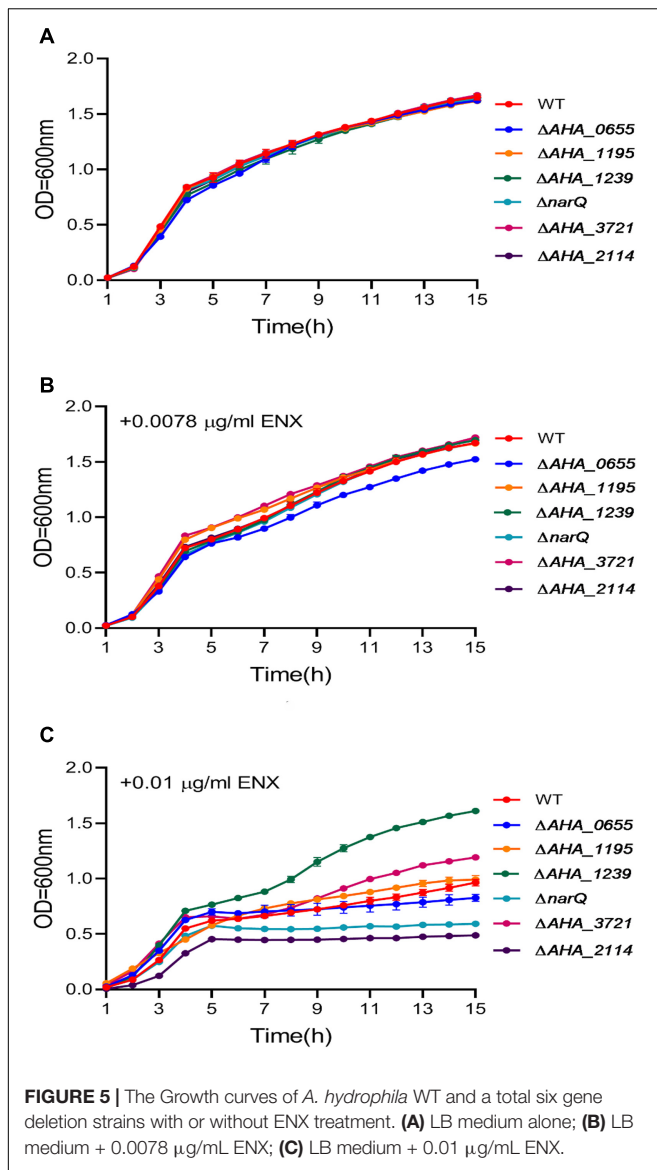 A
2.0
1.5
1.0
0.5
0.0
OD=600nm
1 3 5 7 9 11 13 15
Time(h)
WT
ΔAHA_0655
ΔAHA_1195
ΔAHA_1239
ΔnarQ
ΔAHA_3721
ΔAHA_2114
B
+0.0078 μg/ml ENX
2.0
1.5
1.0
0.5
0.0
OD=600nm
1 3 5 7 9 11 13 15
Time(h)
WT
ΔAHA_0655
ΔAHA_1195
ΔAHA_1239
ΔnarQ
ΔAHA_3721
ΔAHA_2114
C
+0.01 μg/ml ENX
2.0
1.5
1.0
0.5
0.0
OD=600nm
1 3 5 7 9 11 13 15
Time(h)
WT
ΔAHA_0655
ΔAHA_1195
ΔAHA_1239
ΔnarQ
ΔAHA_3721
ΔAHA_2114
FIGURE 5 | The Growth curves of A. hydrophila WT and a total six gene
deletion strains with or without ENX treatment. (A) LB medium alone; (B) LB
medium + 0.0078 μg/mL ENX; (C) LB medium + 0.01 μg/mL ENX.